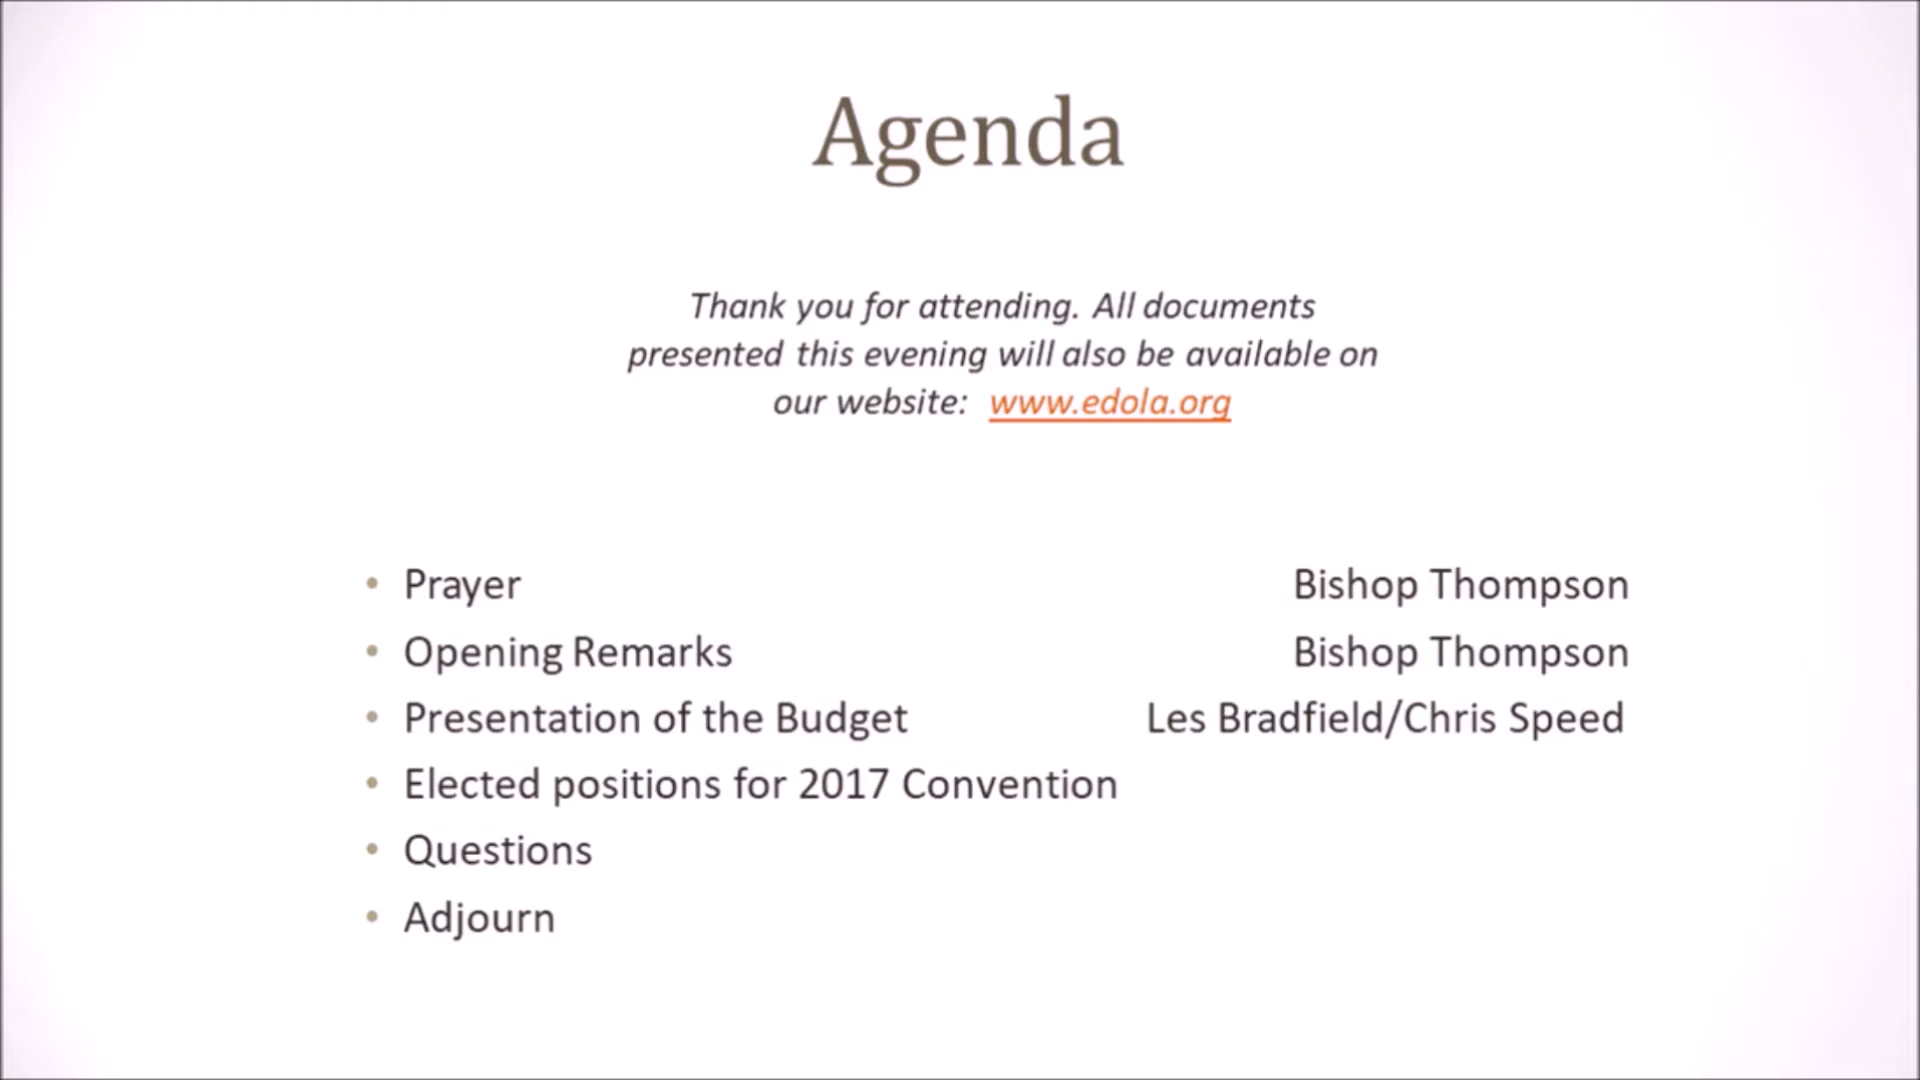 Agenda
Thank you for attending. All documents
presented this evening will also be available on
our website: www.edola.org
• Prayer Bishop Thompson
• Opening Remarks Bishop Thompson
• Presentation of the Budget Les Bradfield/Chris Speed
• Elected positions for 2017 Convention
• Questions
• Adjourn